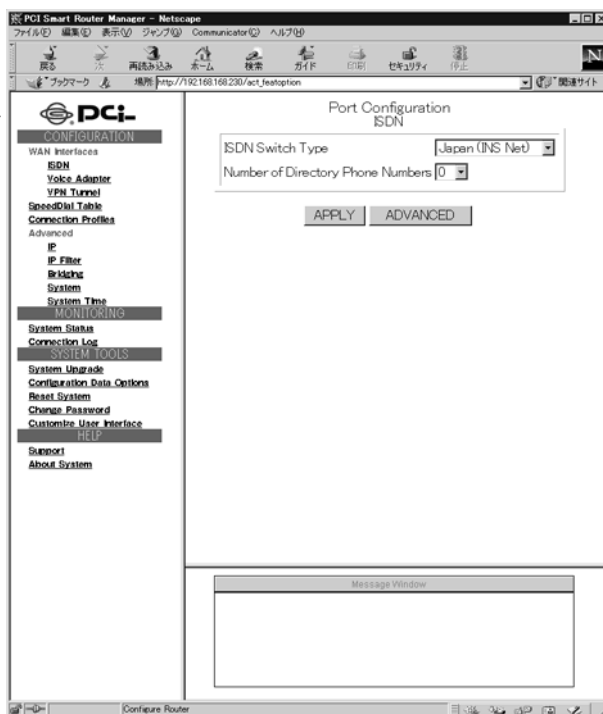 PCI Smart Router Manager - Netscape
ファイル(F) 編集(E) 表示(V) ジャンプ(G) Communicator(C) ヘルプ(H)
戻る 次 再読み込み ホーム 検索 ガイド 印刷 セキュリティ 停止
ブックマーク 場所: http://192.168.168.230/act_featoption 関連サイト
N
PCi
CONFIGURATION
WAN Interfaces
ISDN
Voice Adapter
VPN Tunnel
SpeedDial Table
Connection Profiles
Advanced
IP
IP Filter
Bridging
System
System Time
MONITORING
System Status
Connection Log
SYSTEM TOOLS
System Upgrade
Configuration Data Options
Reset System
Change Password
Customize User Interface
HELP
Support
About System
Port Configuration
ISDN
ISDN Switch Type Japan (INS Net)
Number of Directory Phone Numbers 0
APPLY ADVANCED
Message Window
Configure Router